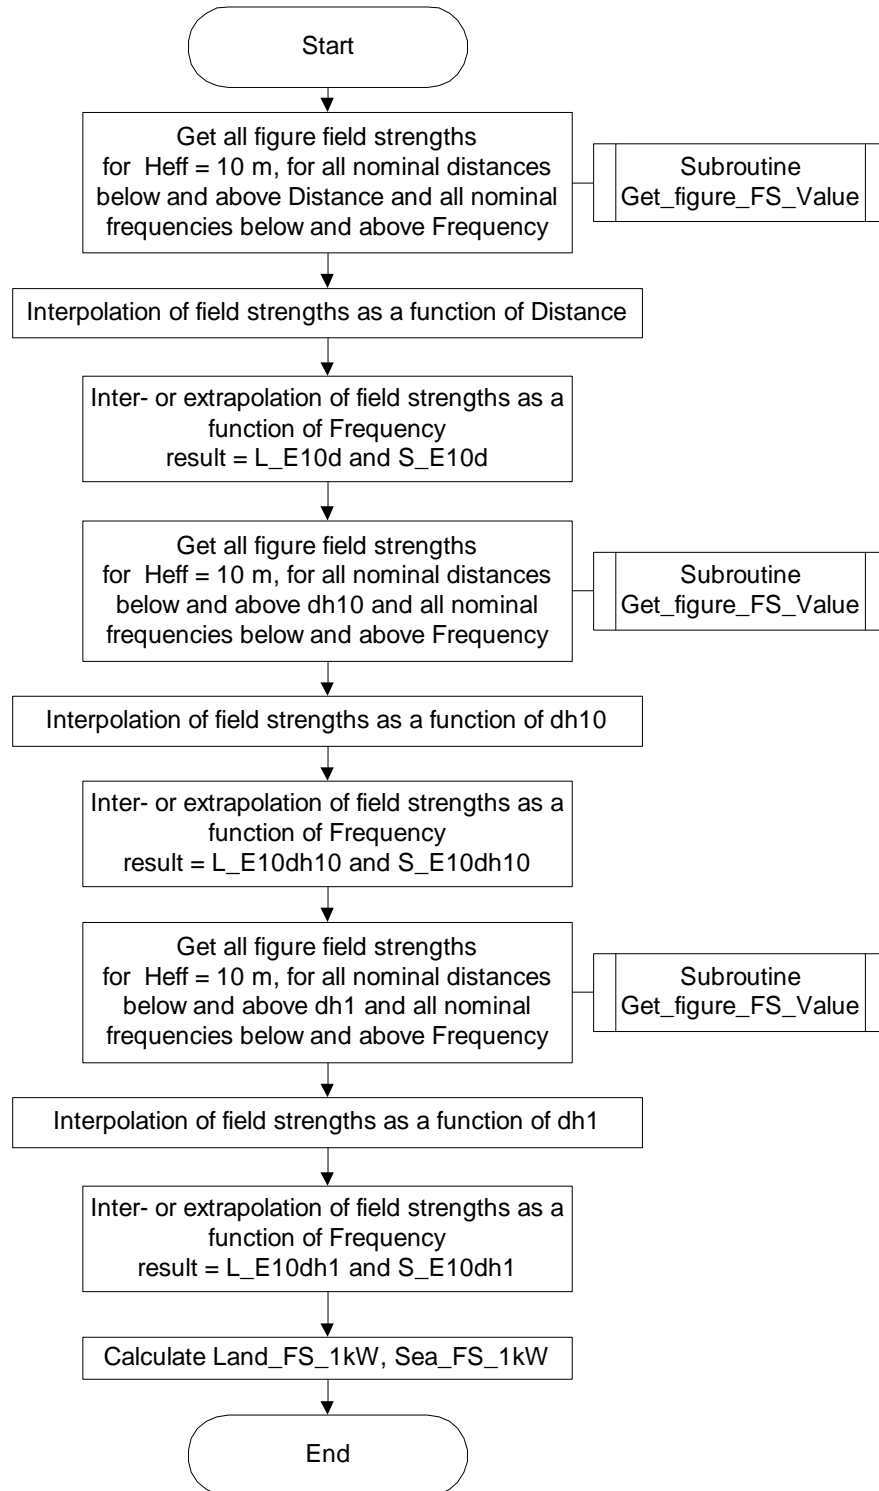 Start
Get all figure field strengths
for Heff = 10 m, for all nominal distances
below and above Distance and all nominal
frequencies below and above Frequency
Subroutine
Get_figure_FS_Value
Interpolation of field strengths as a function of Distance
Inter- or extrapolation of field strengths as a
function of Frequency
result = L_E10d and S_E10d
Get all figure field strengths
for Heff = 10 m, for all nominal distances
below and above dh10 and all nominal
frequencies below and above Frequency
Subroutine
Get_figure_FS_Value
Interpolation of field strengths as a function of dh10
Inter- or extrapolation of field strengths as a
function of Frequency
result = L_E10dh10 and S_E10dh10
Get all figure field strengths
for Heff = 10 m, for all nominal distances
below and above dh1 and all nominal
frequencies below and above Frequency
Subroutine
Get_figure_FS_Value
Interpolation of field strengths as a function of dh1
Inter- or extrapolation of field strengths as a
function of Frequency
result = L_E10dh1 and S_E10dh1
Calculate Land_FS_1kW, Sea_FS_1kW
End